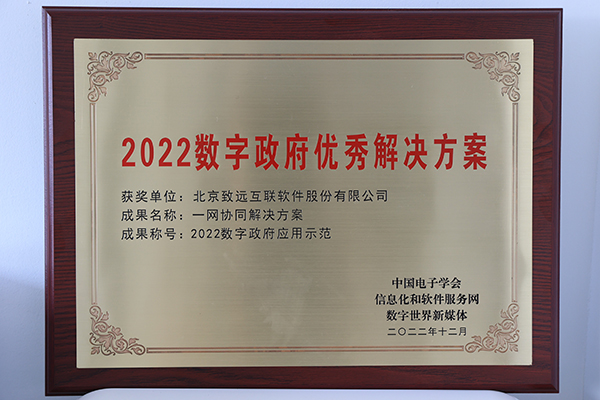 2022数字政府优秀解决方案
获奖单位：北京致远互联软件股份有限公司
成果名称：一网协同解决方案
成果称号：2022数字政府应用示范
中国电子学会
信息化和软件服务网
数字世界新媒体
二〇二二年十二月